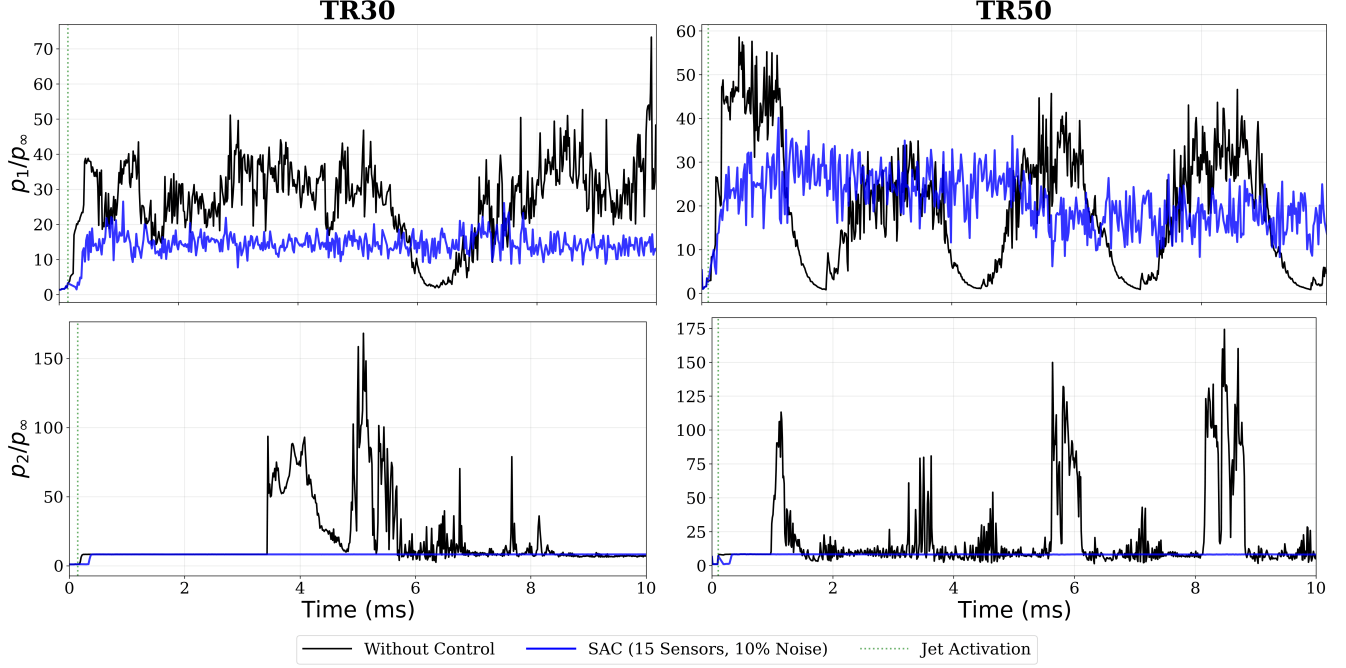 TR30
TR50
p₁/p∞
70
60
50
40
30
20
10
0
60
50
40
30
20
10
0
p₂/p∞
150
100
50
0
175
150
125
100
75
50
25
0
0 2 4 6 8 10
0 2 4 6 8 10
Time (ms)
Time (ms)
Without Control
SAC (15 Sensors, 10% Noise)
Jet Activation